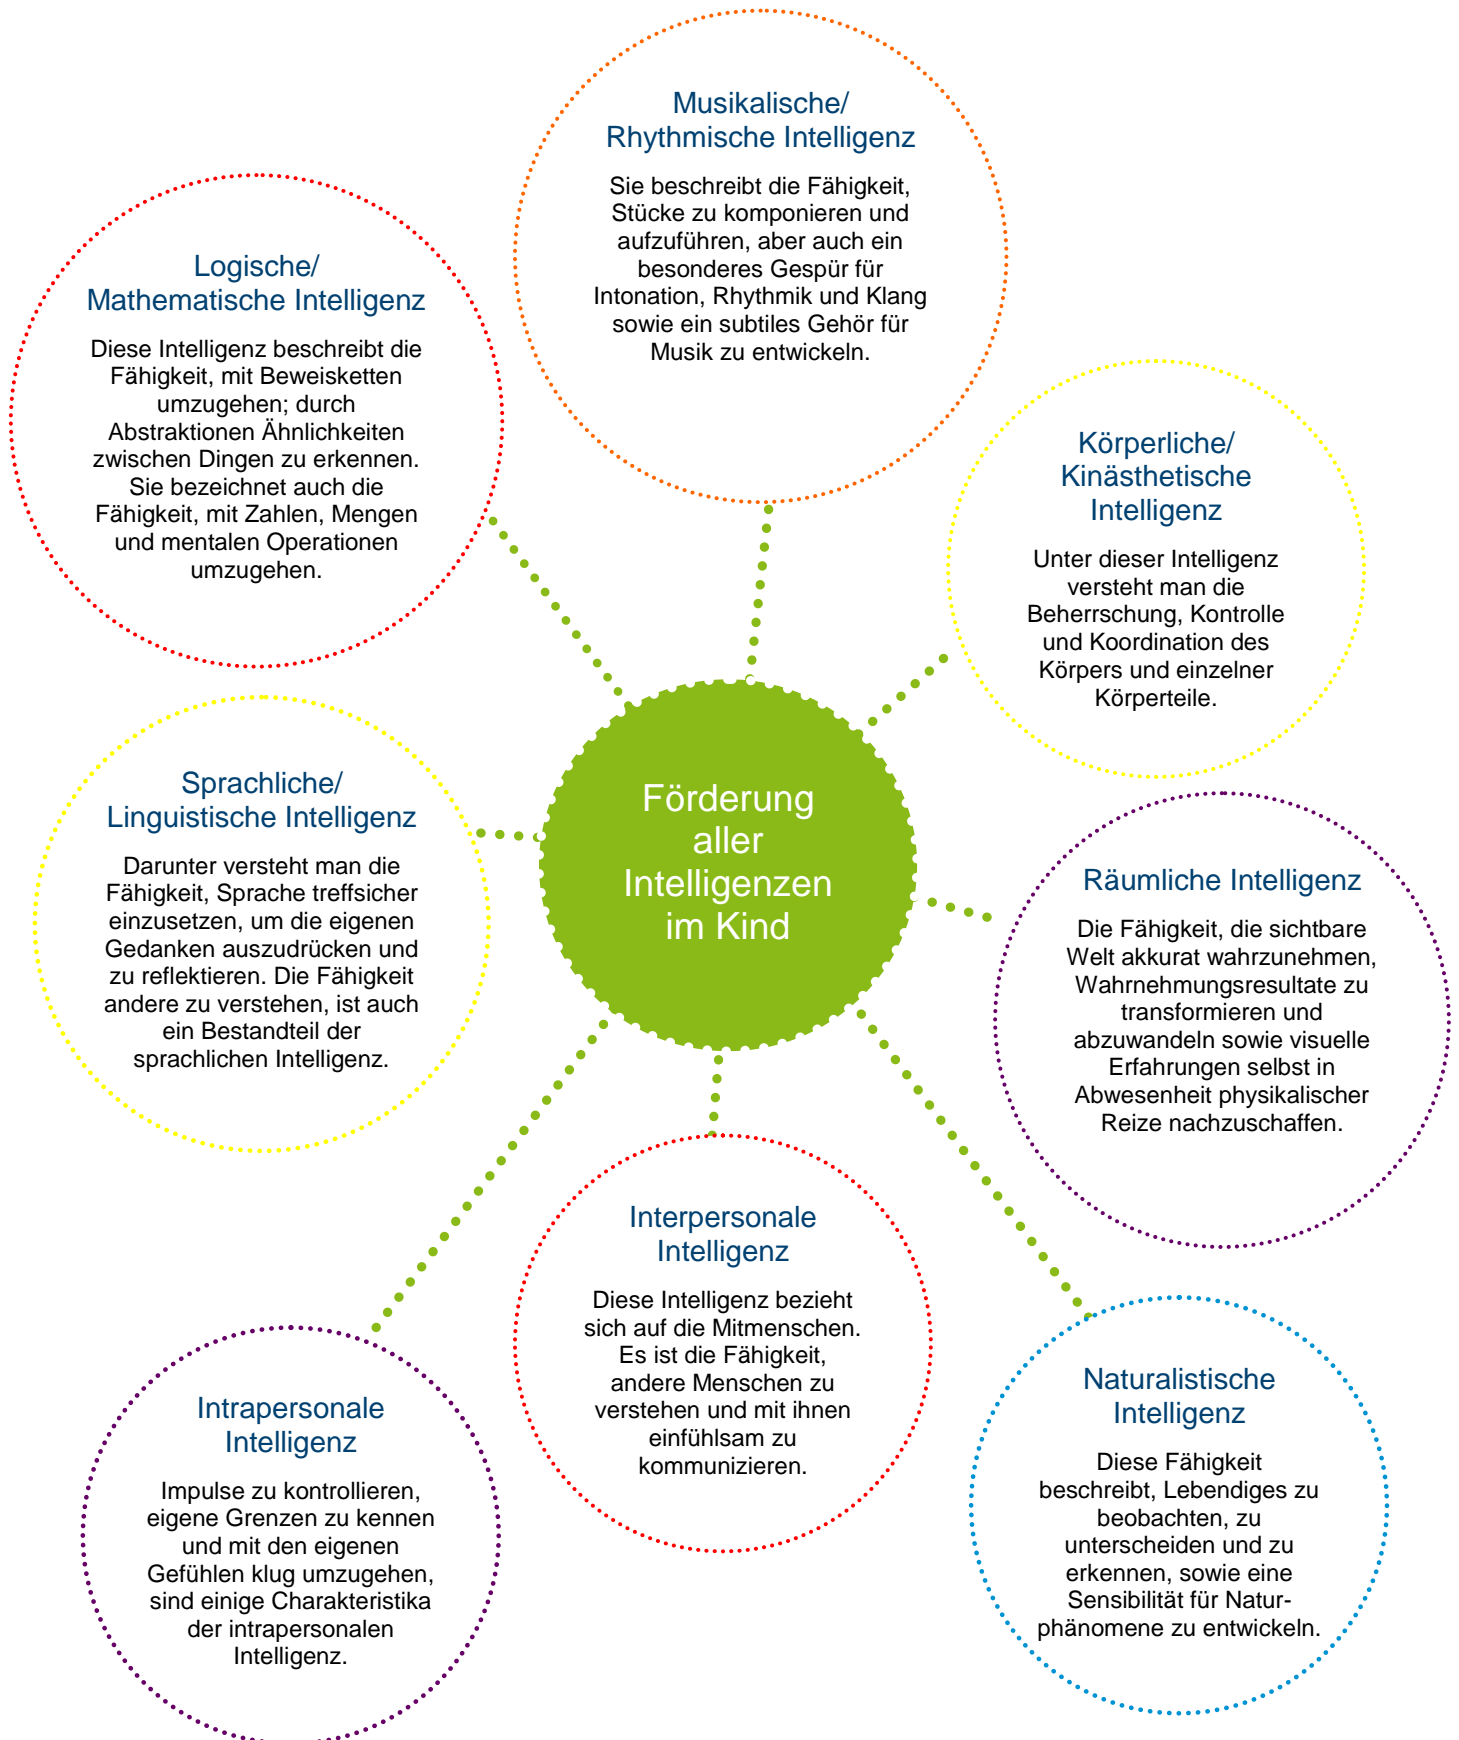 Musikalische/
Rhythmische Intelligenz
Sie beschreibt die Fähigkeit,
Stücke zu komponieren und
aufzuführen, aber auch ein
besonderes Gespür für
Intonation, Rhythmik und Klang
sowie ein subtiles Gehör für
Musik zu entwickeln.
Logische/
Mathematische Intelligenz
Diese Intelligenz beschreibt die
Fähigkeit, mit Beweisketten
umzugehen; durch
Abstraktionen Ähnlichkeiten
zwischen Dingen zu erkennen.
Sie bezeichnet auch die
Fähigkeit, mit Zahlen, Mengen
und mentalen Operationen
umzugehen.
Körperliche/
Kinästhetische
Intelligenz
Unter dieser Intelligenz
versteht man die
Beherrschung, Kontrolle
und Koordination des
Körpers und einzelner
Körperteile.
Sprachliche/
Linguistische Intelligenz
Darunter versteht man die
Fähigkeit, Sprache treffsicher
einzusetzen, um die eigenen
Gedanken auszudrücken und
zu reflektieren. Die Fähigkeit
andere zu verstehen, ist auch
ein Bestandteil der
sprachlichen Intelligenz.
Förderung
aller
Intelligenzen
im Kind
Räumliche Intelligenz
Die Fähigkeit, die sichtbare
Welt akkurat wahrzunehmen,
Wahrnehmungsresultate zu
transformieren und
abzuwandeln sowie visuelle
Erfahrungen selbst in
Abwesenheit physikalischer
Reize nachzuschaffen.
Interpersonale
Intelligenz
Diese Intelligenz bezieht
sich auf die Mitmenschen.
Es ist die Fähigkeit,
andere Menschen zu
verstehen und mit ihnen
einfühlsam zu
kommunizieren.
Intrapersonale
Intelligenz
Impulse zu kontrollieren,
eigene Grenzen zu kennen
und mit den eigenen
Gefühlen klug umzugehen,
sind einige Charakteristika
der intrapersonalen
Intelligenz.
Naturalistische
Intelligenz
Diese Fähigkeit
beschreibt, Lebendiges zu
beobachten, zu
unterscheiden und zu
erkennen, sowie eine
Sensibilität für Natur-
phänomene zu entwickeln.